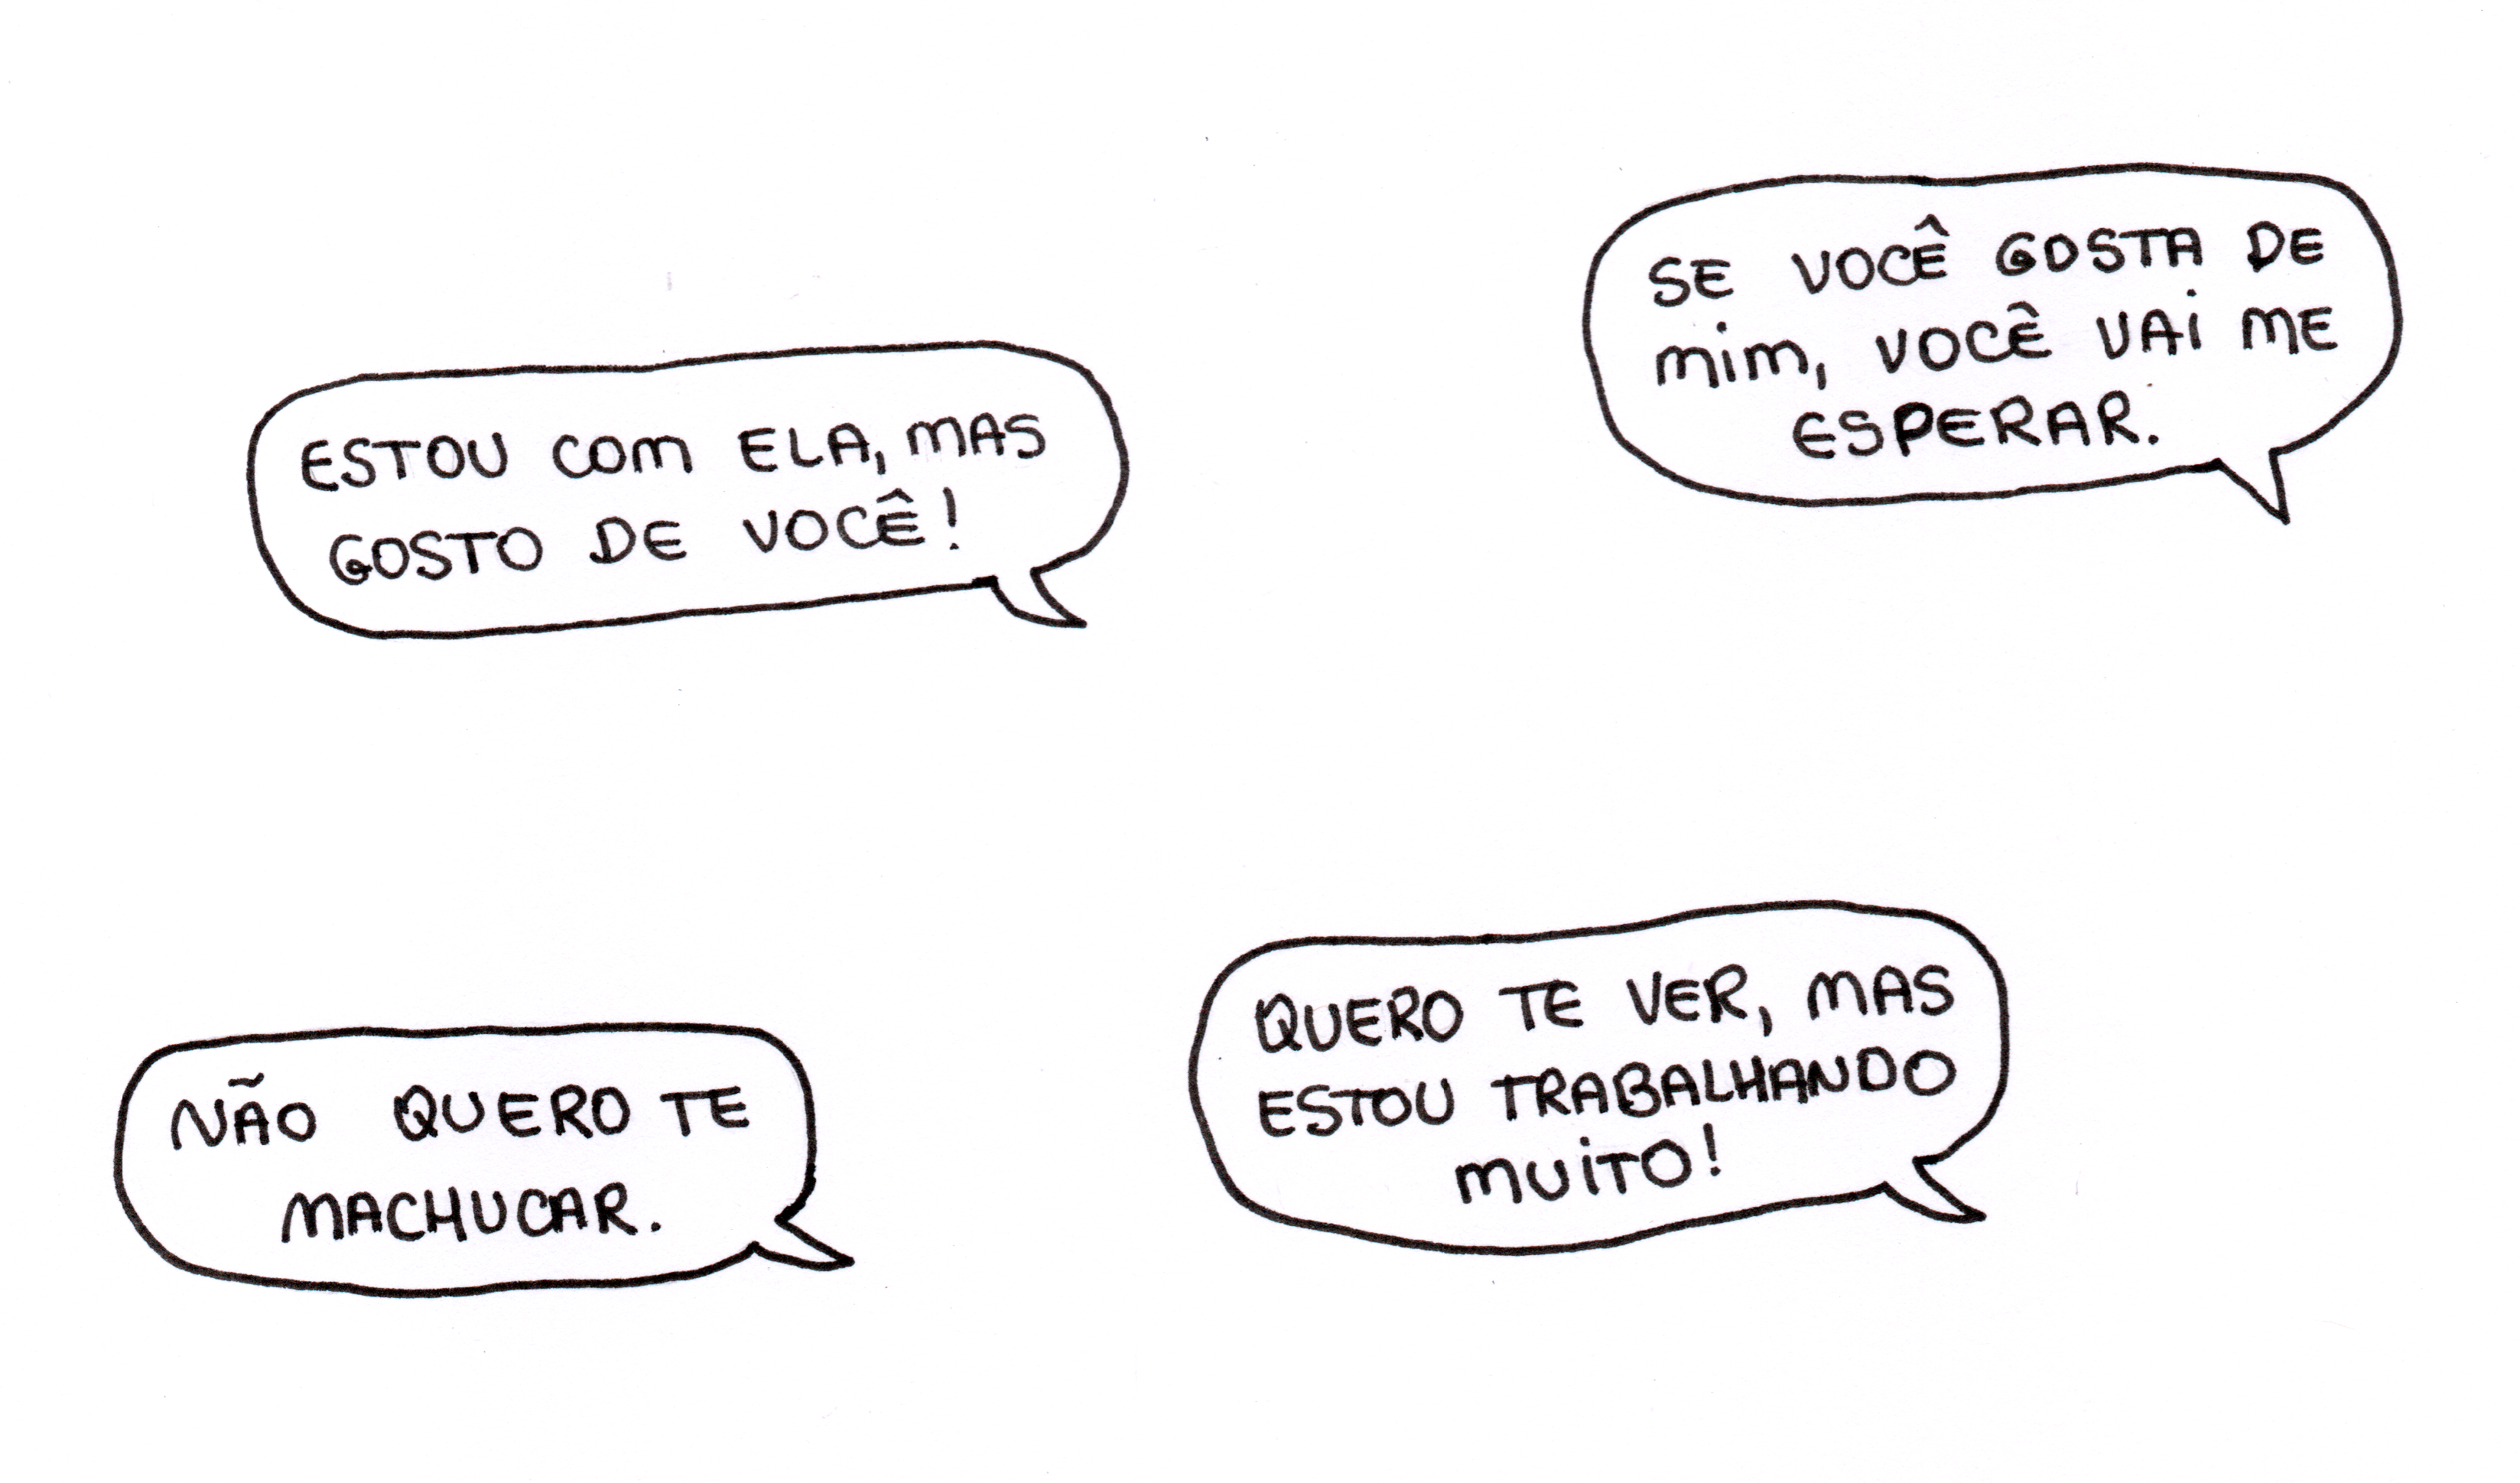 ESTOU COM ELA, MAS
GOSTO DE VOCÊ!
SE VOCÊ GOSTA DE
MIM, VOCÊ VAI ME
ESPERAR.
NÃO QUERO TE
MACHUCAR.
QUERO TE VER, MAS
ESTOU TRABALHANDO
MUITO!